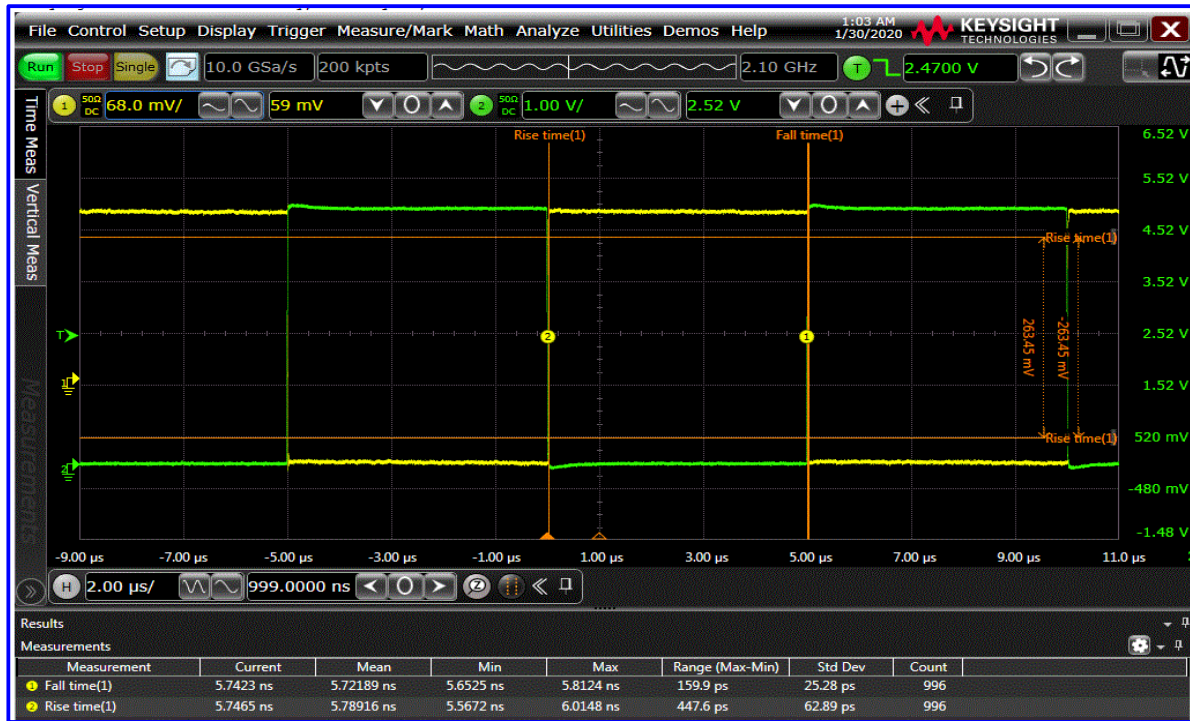 File Control Setup Display Trigger Measure/Mark Math Analyze Utilities Demos Help
1:03 AM
1/30/2020
KEYSIGHT
TECHNOLOGIES
Run Stop Single 10.0 GSa/s 200 kpts 2.10 GHz T 2.4700 V
1 50Ω DC 68.0 mV/ 59 mV 2 50Ω DC 1.00 V/ 2.52 V
Time Meas
Vertical Meas
Measurements
Rise time(1) Fall time(1)
6.52 V
5.52 V
4.52 V
Rise time(1)
3.52 V
T 2 1 2.52 V
263.45 mV
-263.45 mV
1
1.52 V
520 mV
Rise time(1)
2
-480 mV
-1.48 V
-9.00 µs -7.00 µs -5.00 µs -3.00 µs -1.00 µs 1.00 µs 3.00 µs 5.00 µs 7.00 µs 9.00 µs 11.0 µs
H 2.00 µs/ 999.0000 ns Z
Results
Measurements
Measurement Current Mean Min Max Range (Max-Min) Std Dev Count
1 Fall time(1) 5.7423 ns 5.72189 ns 5.6525 ns 5.8124 ns 159.9 ps 25.28 ps 996
2 Rise time(1) 5.7465 ns 5.78916 ns 5.5672 ns 6.0148 ns 447.6 ps 62.89 ps 996